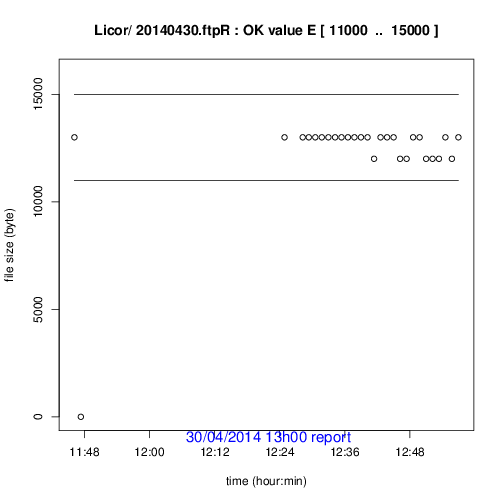 Licor/ 20140430.ftpR : OK value E [ 11000 .. 15000 ]
file size (byte)
15000
10000
5000
0
30/04/2014 13h00 report
11:48 12:00 12:12 12:24 12:36 12:48
time (hour:min)